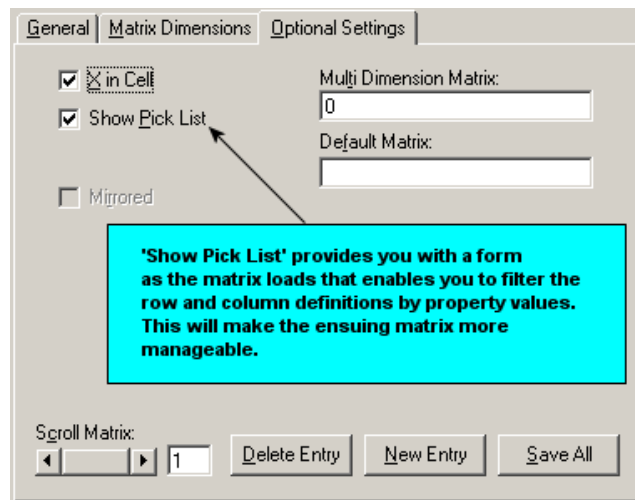 General Matrix Dimensions Optional Settings
X in Cell
Show Pick List
Mirrored
Multi Dimension Matrix:
0
Default Matrix:
'Show Pick List' provides you with a form
as the matrix loads that enables you to filter the
row and column definitions by property values.
This will make the ensuing matrix more
manageable.
Scroll Matrix:
1
Delete Entry New Entry Save All